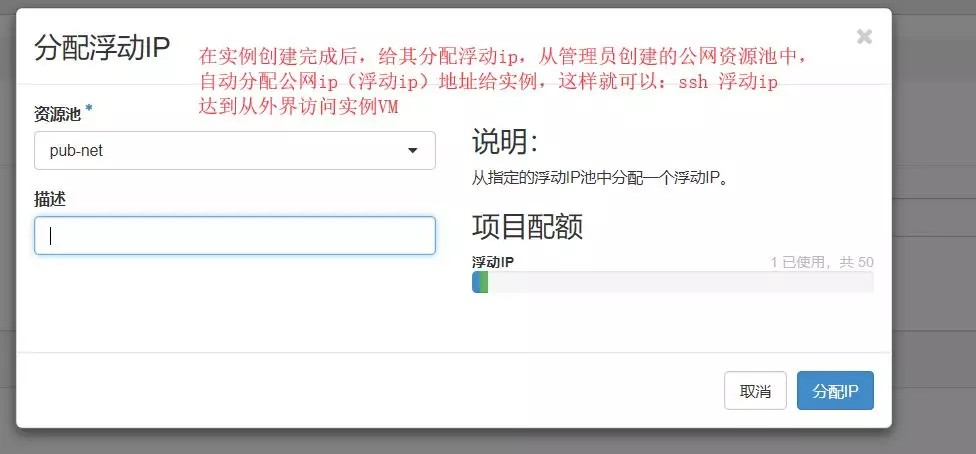 分配浮动IP
在实例创建完成后，给其分配浮动ip，从管理员创建的公网资源池中，
自动分配公网ip（浮动ip）地址给实例，这样就可以：ssh 浮动ip
达到从外界访问实例VM
×
资源池 *
pub-net
描述
说明：
从指定的浮动IP池中分配一个浮动IP。
项目配额
浮动IP
1 已使用，共 50
取消
分配IP